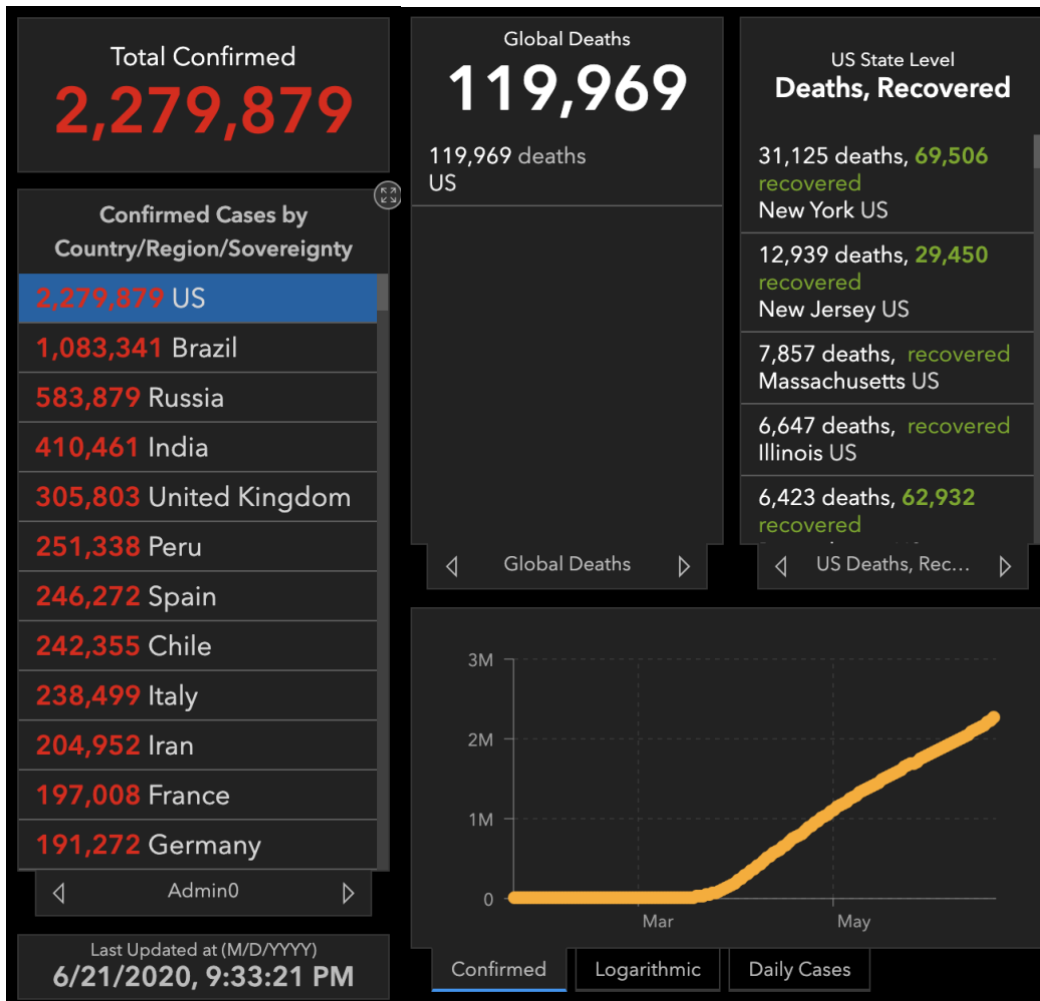 Total Confirmed
2,279,879
Confirmed Cases by
Country/Region/Sovereignty
2,279,879 US
1,083,341 Brazil
583,879 Russia
410,461 India
305,803 United Kingdom
251,338 Peru
246,272 Spain
242,355 Chile
238,499 Italy
204,952 Iran
197,008 France
191,272 Germany
Admin0
Last Updated at (M/D/YYYY)
6/21/2020, 9:33:21 PM
Global Deaths
119,969
119,969 deaths
US
Global Deaths
US State Level
Deaths, Recovered
31,125 deaths, 69,506
recovered
New York US
12,939 deaths, 29,450
recovered
New Jersey US
7,857 deaths, recovered
Massachusetts US
6,647 deaths, recovered
Illinois US
6,423 deaths, 62,932
recovered
US Deaths, Rec...
3M
2M
1M
0
Mar May
Confirmed Logarithmic Daily Cases